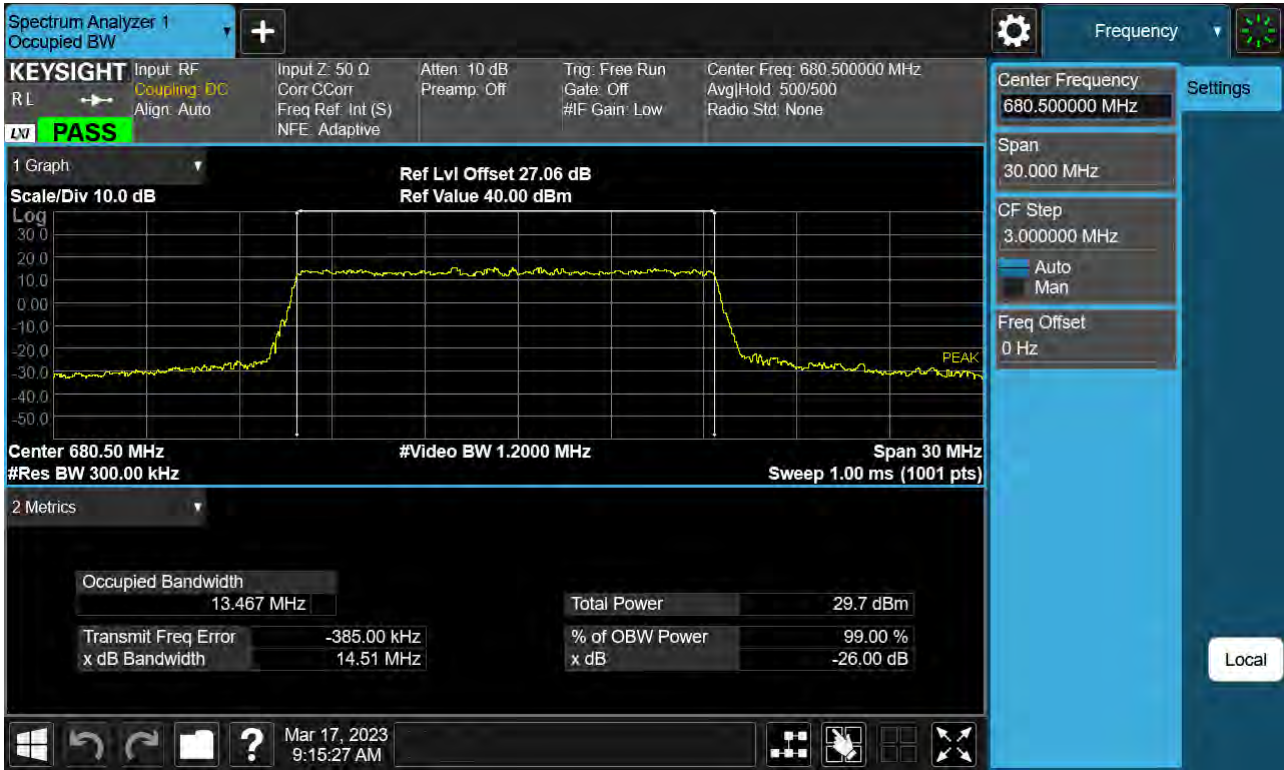 Spectrum Analyzer 1
Occupied BW
Frequency
KEYSIGHT
RL
LXI
PASS
Input: RF
Coupling: DC
Align: Auto
Input Z: 50 Ω
Corr CCorr
Freq Ref: Int (S)
NFE: Adaptive
Atten: 10 dB
Preamp: Off
Trig: Free Run
Gate: Off
#IF Gain: Low
Center Freq: 680.500000 MHz
Avg|Hold: 500/500
Radio Std: None
Center Frequency
680.500000 MHz
Settings
Span
30.000 MHz
CF Step
3.000000 MHz
Auto
Man
Freq Offset
0 Hz
Local
1 Graph
Scale/Div 10.0 dB
Ref Lvl Offset 27.06 dB
Ref Value 40.00 dBm
Log
30.0
20.0
10.0
0.00
-10.0
-20.0
-30.0
-40.0
-50.0
PEAK
Center 680.50 MHz
#Video BW 1.2000 MHz
Span 30 MHz
#Res BW 300.00 kHz
Sweep 1.00 ms (1001 pts)
2 Metrics
Occupied Bandwidth
13.467 MHz
Total Power 29.7 dBm
Transmit Freq Error -385.00 kHz
% of OBW Power 99.00 %
x dB Bandwidth 14.51 MHz
x dB -26.00 dB
?
Mar 17, 2023
9:15:27 AM